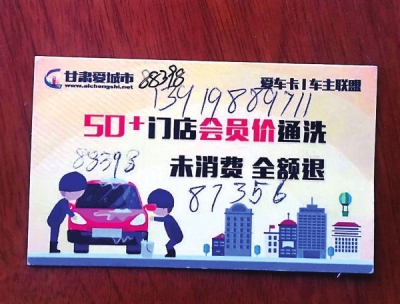 甘肃爱城市 88398 爱车卡|车主联盟
www.aichengshi.net
13919889711
50+门店会员价通洗
88393 未消费 全额退
87356